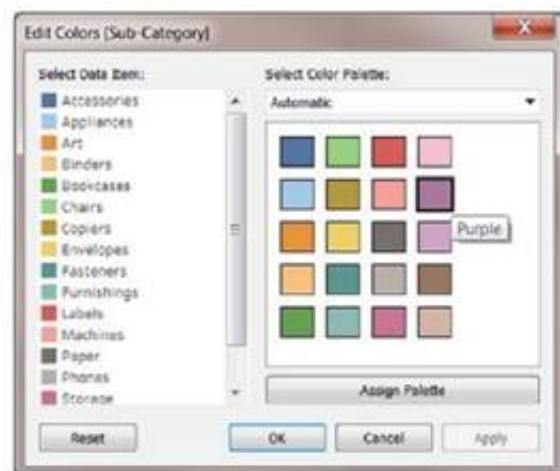 Edit Colors [Sub-Category]
Select Data Item:
Accessories
Appliances
Art
Binders
Bookcases
Chairs
Copiers
Envelopes
Fasteners
Furnishings
Labels
Machines
Paper
Phones
Storage
Select Color Palette:
Automatic
Purple
Assign Palette
Reset
OK
Cancel
Apply